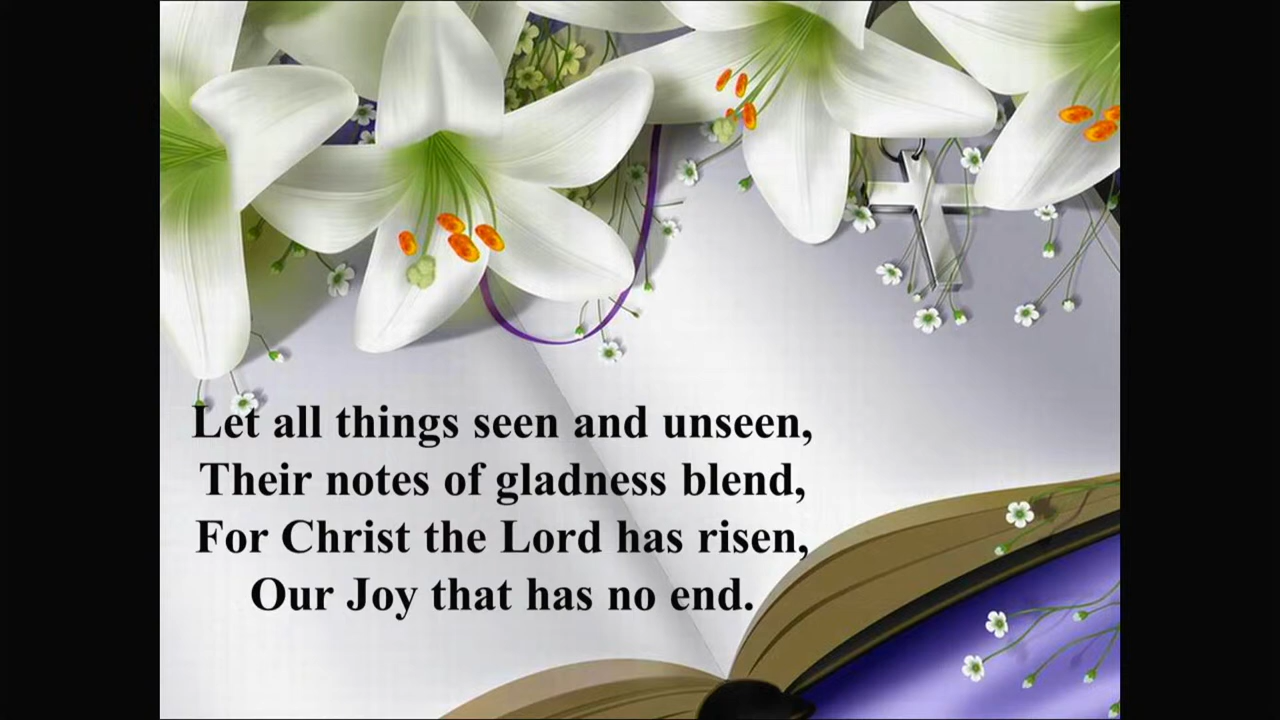 Let all things seen and unseen,
Their notes of gladness blend,
For Christ the Lord has risen,
Our Joy that has no end.